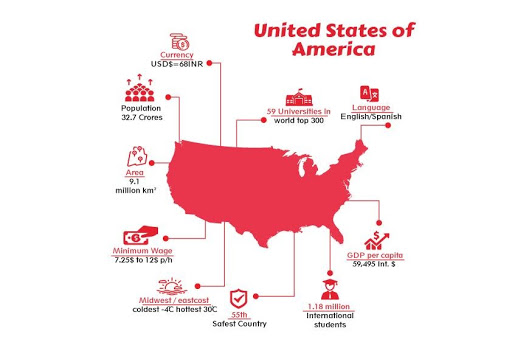 United States of
America
Currency
USD$=68INR
Population
32.7 Crores
59 Universities In
world top 300
Language
English/Spanish
Area
9.1
million km²
Minimum Wage
7.25$ to 12$ p/h
GDP per capita
59,495 Int. $
Midwest / eastcost
coldest -4℃ hottest 30℃
55th
Safest Country
1.18 million
International
students